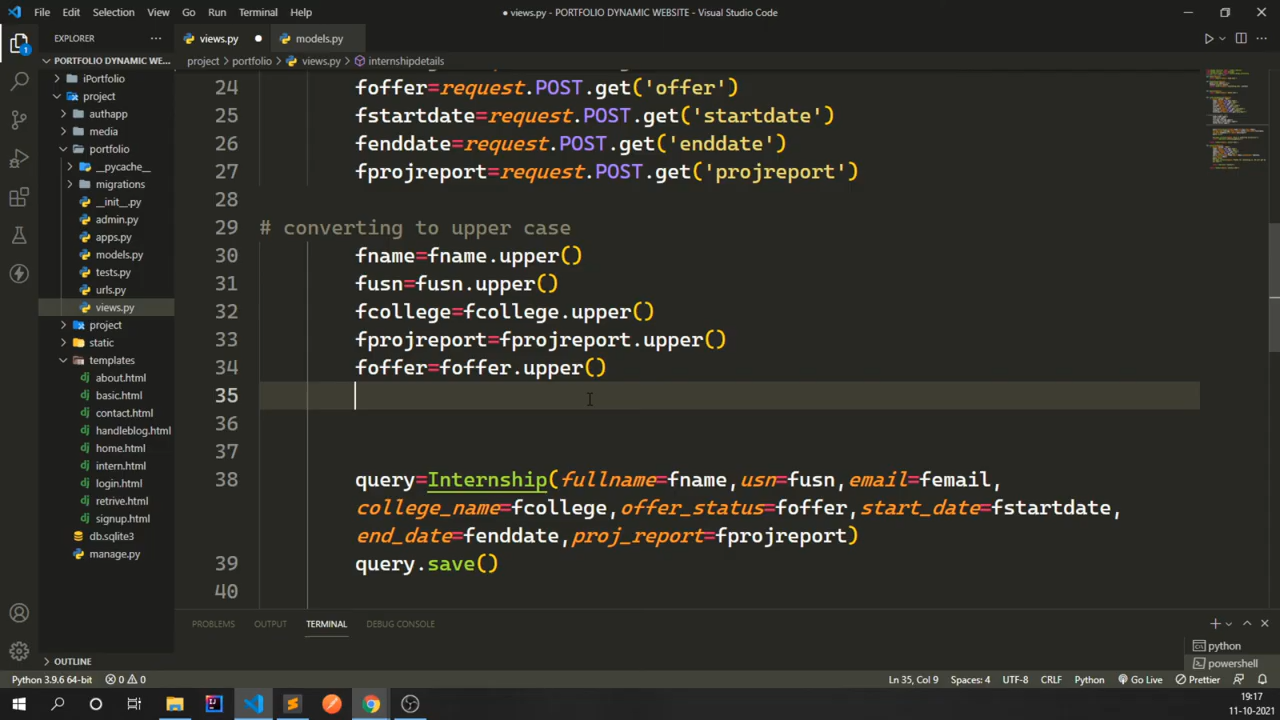 File Edit Selection View Go Run Terminal Help
● views.py - PORTFOLIO DYNAMIC WEBSITE - Visual Studio Code
EXPLORER ...
views.py ● models.py
PORTFOLIO DYNAMIC WE...
project > portfolio > views.py > internshipdetails
iPortfolio
project
authapp
media
portfolio
__pycache__
migrations
__init__.py
admin.py
apps.py
models.py
tests.py
urls.py
views.py
project
static
templates
about.html
basic.html
contact.html
handleblog.html
home.html
intern.html
login.html
retrive.html
signup.html
db.sqlite3
manage.py
OUTLINE
24 foffer=request.POST.get('offer')
25 fstartdate=request.POST.get('startdate')
26 fenddate=request.POST.get('enddate')
27 fprojreport=request.POST.get('projreport')
28
29 # converting to upper case
30 fname=fname.upper()
31 fusn=fusn.upper()
32 fcollege=fcollege.upper()
33 fprojreport=fprojreport.upper()
34 foffer=foffer.upper()
35
36
37
38 query=Internship(fullname=fname,usn=fusn,email=femail,
college_name=fcollege,offer_status=foffer,start_date=fstartdate,
end_date=fenddate,proj_report=fprojreport)
39 query.save()
40
PROBLEMS OUTPUT TERMINAL DEBUG CONSOLE
python
powershell
1
Python 3.9.6 64-bit 0 0 Ln 35, Col 9 Spaces: 4 UTF-8 CRLF Python Go Live Prettier
19:17
11-10-2021